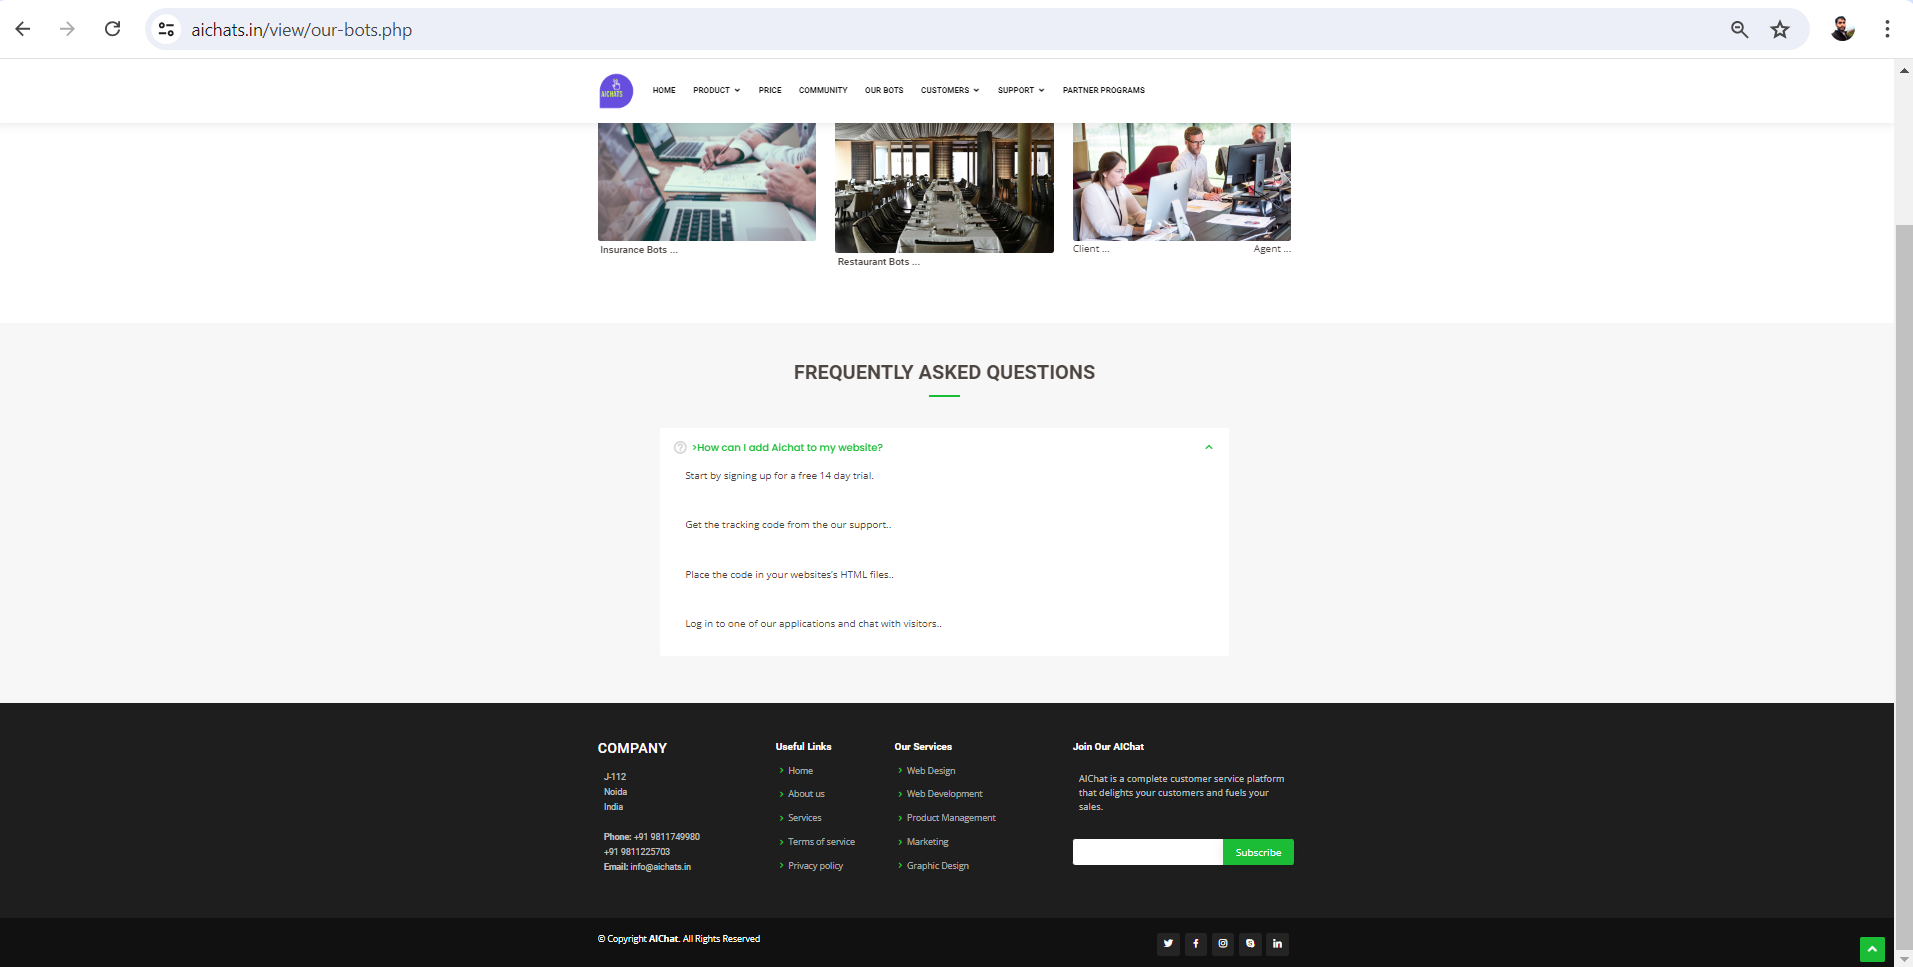 aichats.in/view/our-bots.php
AICHATS
HOME PRODUCT PRICE COMMUNITY OUR BOTS CUSTOMERS SUPPORT PARTNER PROGRAMS
Insurance Bots ...
Restaurant Bots ...
Client ... Agent ...
FREQUENTLY ASKED QUESTIONS
>How can I add Aichat to my website?
Start by signing up for a free 14 day trial.
Get the tracking code from the our support..
Place the code in your websites's HTML files..
Log in to one of our applications and chat with visitors..
COMPANY
J-112
Noida
India
Phone: +91 9811749980
+91 9811225703
Email: info@aichats.in
Useful Links
Home
About us
Services
Terms of service
Privacy policy
Our Services
Web Design
Web Development
Product Management
Marketing
Graphic Design
Join Our AIChat
AIChat is a complete customer service platform
that delights your customers and fuels your
sales.
Subscribe
© Copyright AIChat. All Rights Reserved